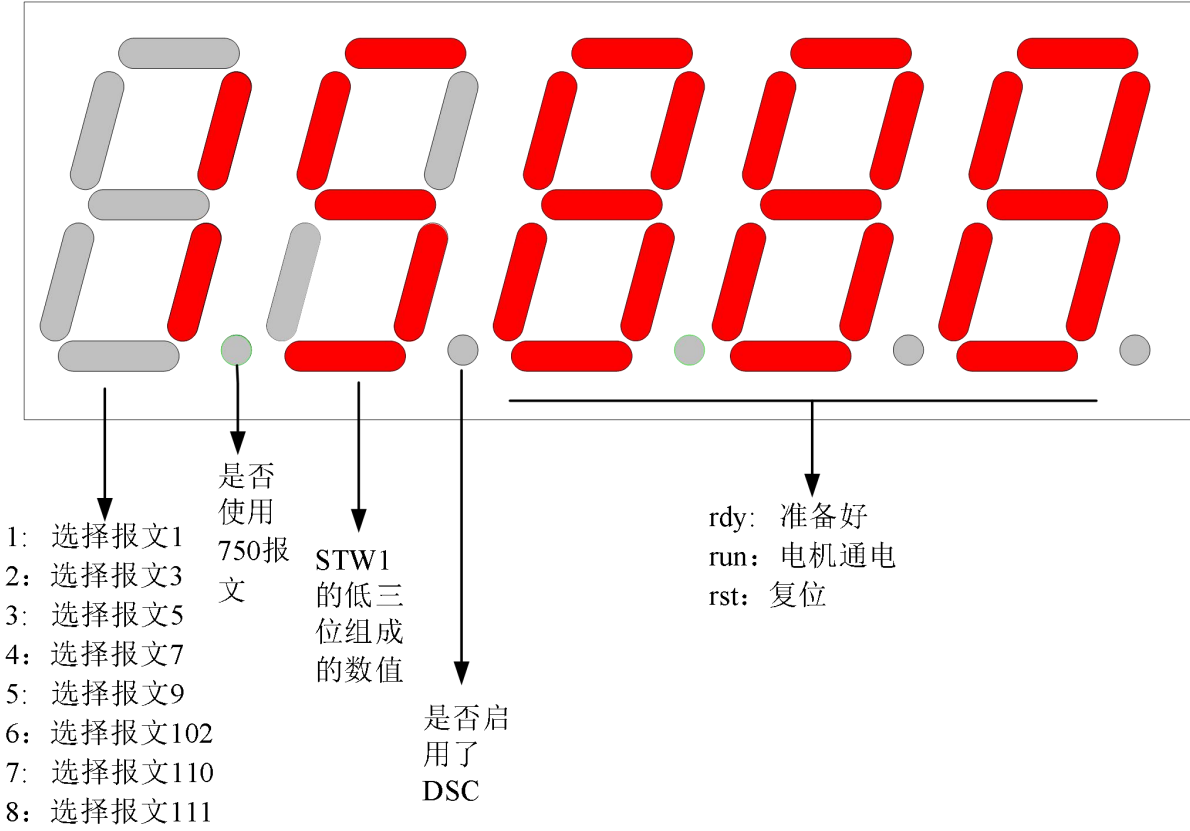 1: 选择报文1
2：选择报文3
3: 选择报文5
4：选择报文7
5: 选择报文9
6：选择报文102
7: 选择报文110
8：选择报文111
是否
使用
750报
文
STW1
的低三
位组成
的数值
是否启
用了
DSC
rdy: 准备好
run：电机通电
rst：复位